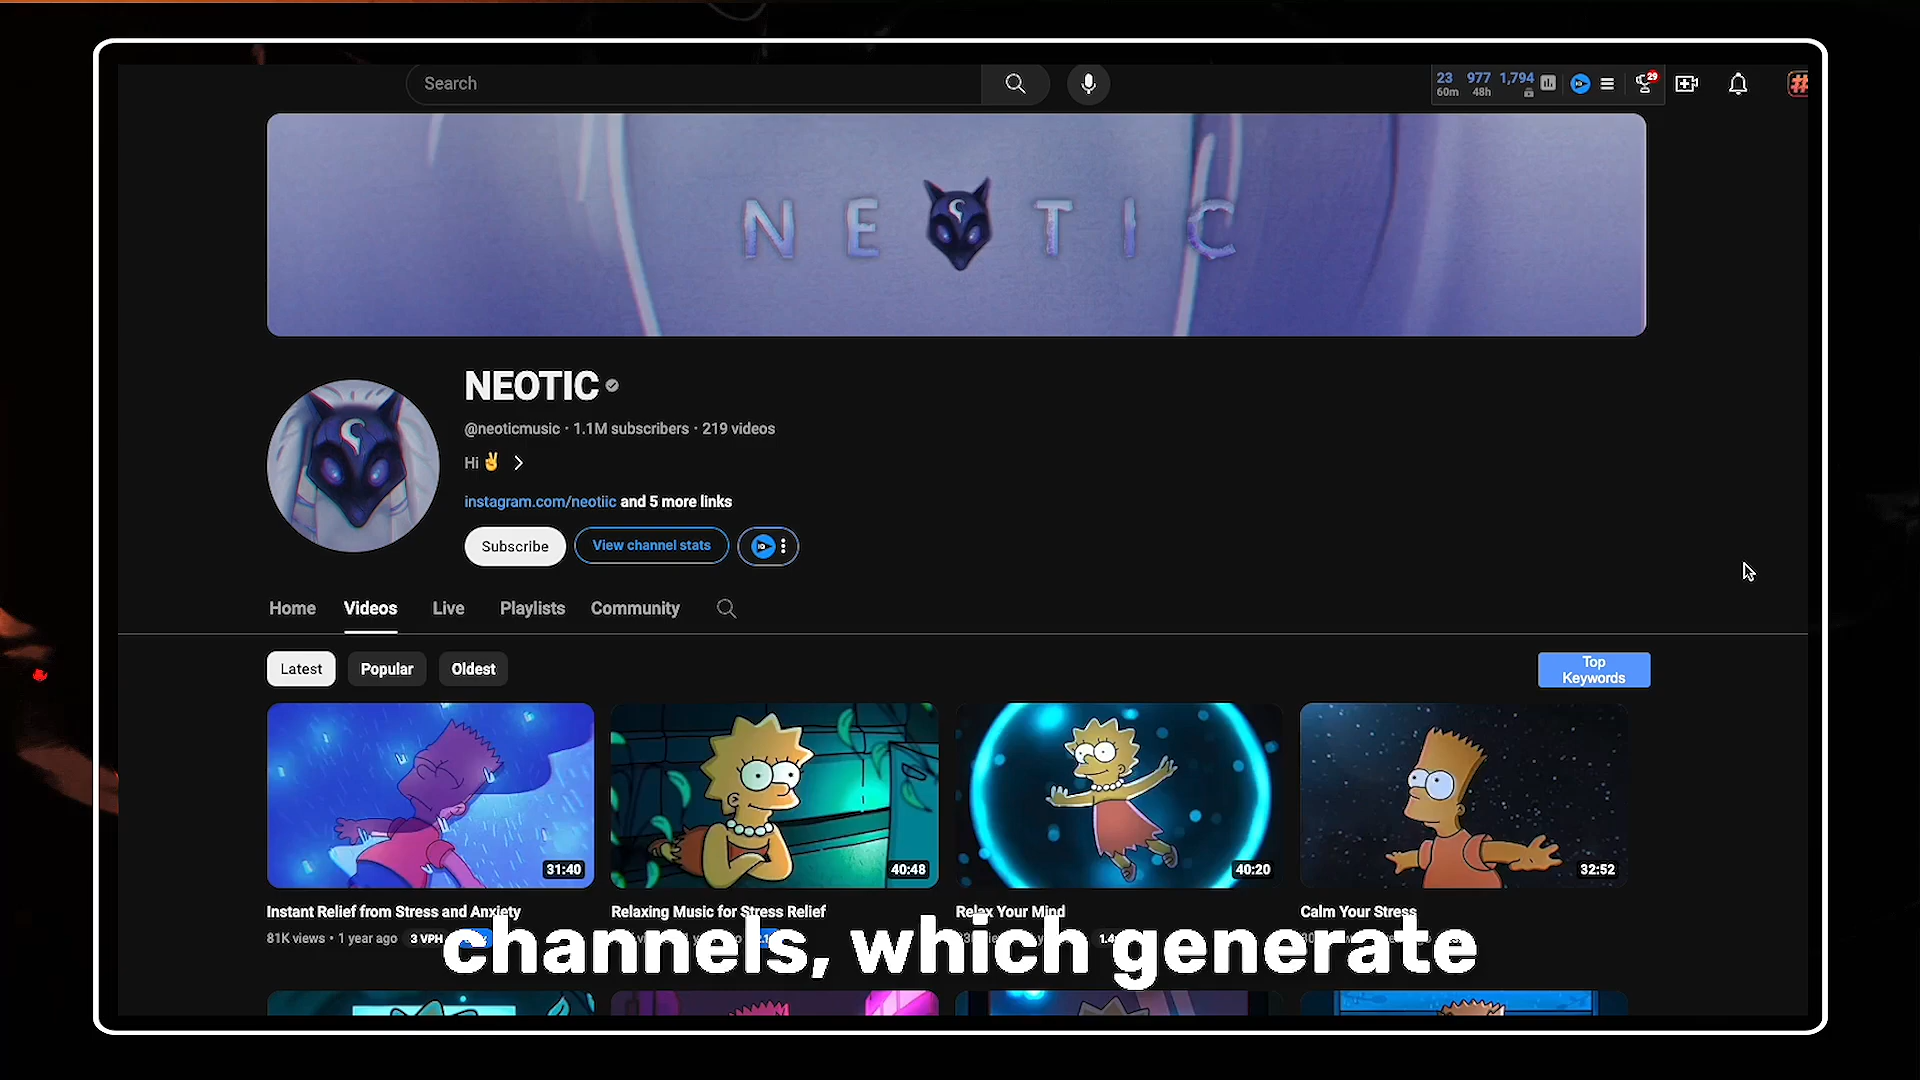 Search
23 977 1,794
60m 48h
29
N E T I C
NEOTIC
@neoticmusic · 1.1M subscribers · 219 videos
Hi ✌
instagram.com/neotiic and 5 more links
Subscribe
View channel stats
Home Videos Live Playlists Community
Latest Popular Oldest
Top Keywords
31:40 40:48 40:20 32:52
Instant Relief from Stress and Anxiety
Relaxing Music for Stress Relief
Relax Your Mind
Calm Your Stress
81K views • 1 year ago 3 VPH
channels, which generate